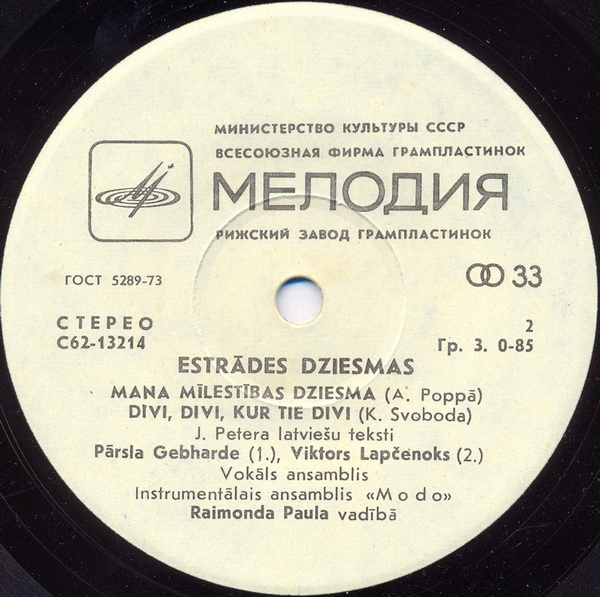 МИНИСТЕРСТВО КУЛЬТУРЫ СССР
ВСЕСОЮЗНАЯ ФИРМА ГРАМПЛАСТИНОК
МЕЛОДИЯ
РИЖСКИЙ ЗАВОД ГРАМПЛАСТИНОК
ГОСТ 5289-73
33
СТЕРЕО
2
С62-13214
Гр. 3. 0-85
ESTRĀDES DZIESMAS
MANA MĪLESTĪBAS DZIESMA (A. Poppā)
DIVI, DIVI, KUR TIE DIVI (K. Svoboda)
J. Petera latviešu teksti
Pārsla Gebharde (1.), Viktors Lapčenoks (2.)
Vokāls ansamblis
Instrumentālais ansamblis «Modo»
Raimonda Paula vadībā